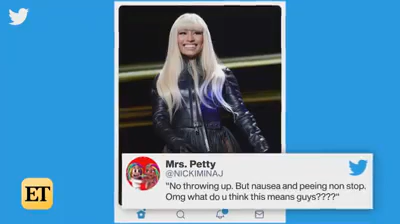 Mrs. Petty
@NICKIMINAJ
"No throwing up. But nausea and peeing non stop.
Omg what do u think this means guys????"
ET